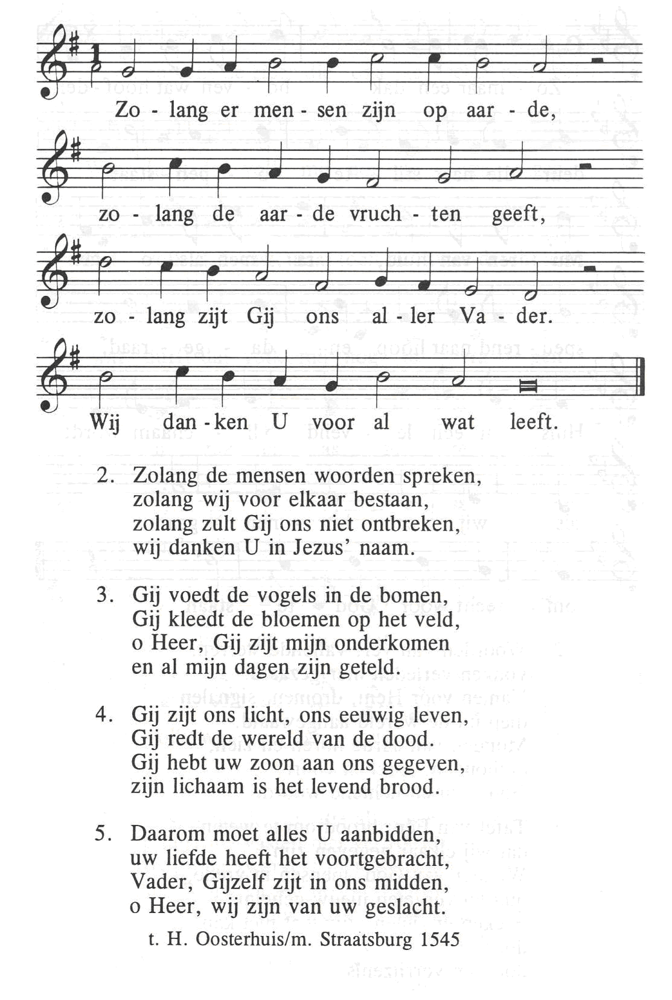 1
Zo - lang er men - sen zijn op aar - de,
zo - lang de aar - de vruch - ten geeft,
zo - lang zijt Gij ons al - ler Va - der.
Wij dan - ken U voor al wat leeft.
2. Zolang de mensen woorden spreken,
zolang wij voor elkaar bestaan,
zolang zult Gij ons niet ontbreken,
wij danken U in Jezus’ naam.
3. Gij voedt de vogels in de bomen,
Gij kleedt de bloemen op het veld,
o Heer, Gij zijt mijn onderkomen
en al mijn dagen zijn geteld.
4. Gij zijt ons licht, ons eeuwig leven,
Gij redt de wereld van de dood.
Gij hebt uw zoon aan ons gegeven,
zijn lichaam is het levend brood.
5. Daarom moet alles U aanbidden,
uw liefde heeft het voortgebracht,
Vader, Gijzelf zijt in ons midden,
o Heer, wij zijn van uw geslacht.
t. H. Oosterhuis/m. Straatsburg 1545